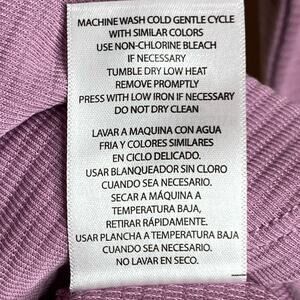 MACHINE WASH COLD GENTLE CYCLE
WITH SIMILAR COLORS
USE NON-CHLORINE BLEACH
IF NECESSARY
TUMBLE DRY LOW HEAT
REMOVE PROMPTLY
PRESS WITH LOW IRON IF NECESSARY
DO NOT DRY CLEAN
LAVAR A MAQUINA CON AGUA
FRIA Y COLORES SIMILARES
EN CICLO DELICADO.
USAR BLANQUEADOR SIN CLORO
CUANDO SEA NECESARIO.
SECAR A MÁQUINA A
TEMPERATURA BAJA,
RETIRAR RÁPIDAMENTE.
USAR PLANCHA A TEMPERATURA BAJA
CUANDO SEA NECESARIO.
NO LAVAR EN SECO.